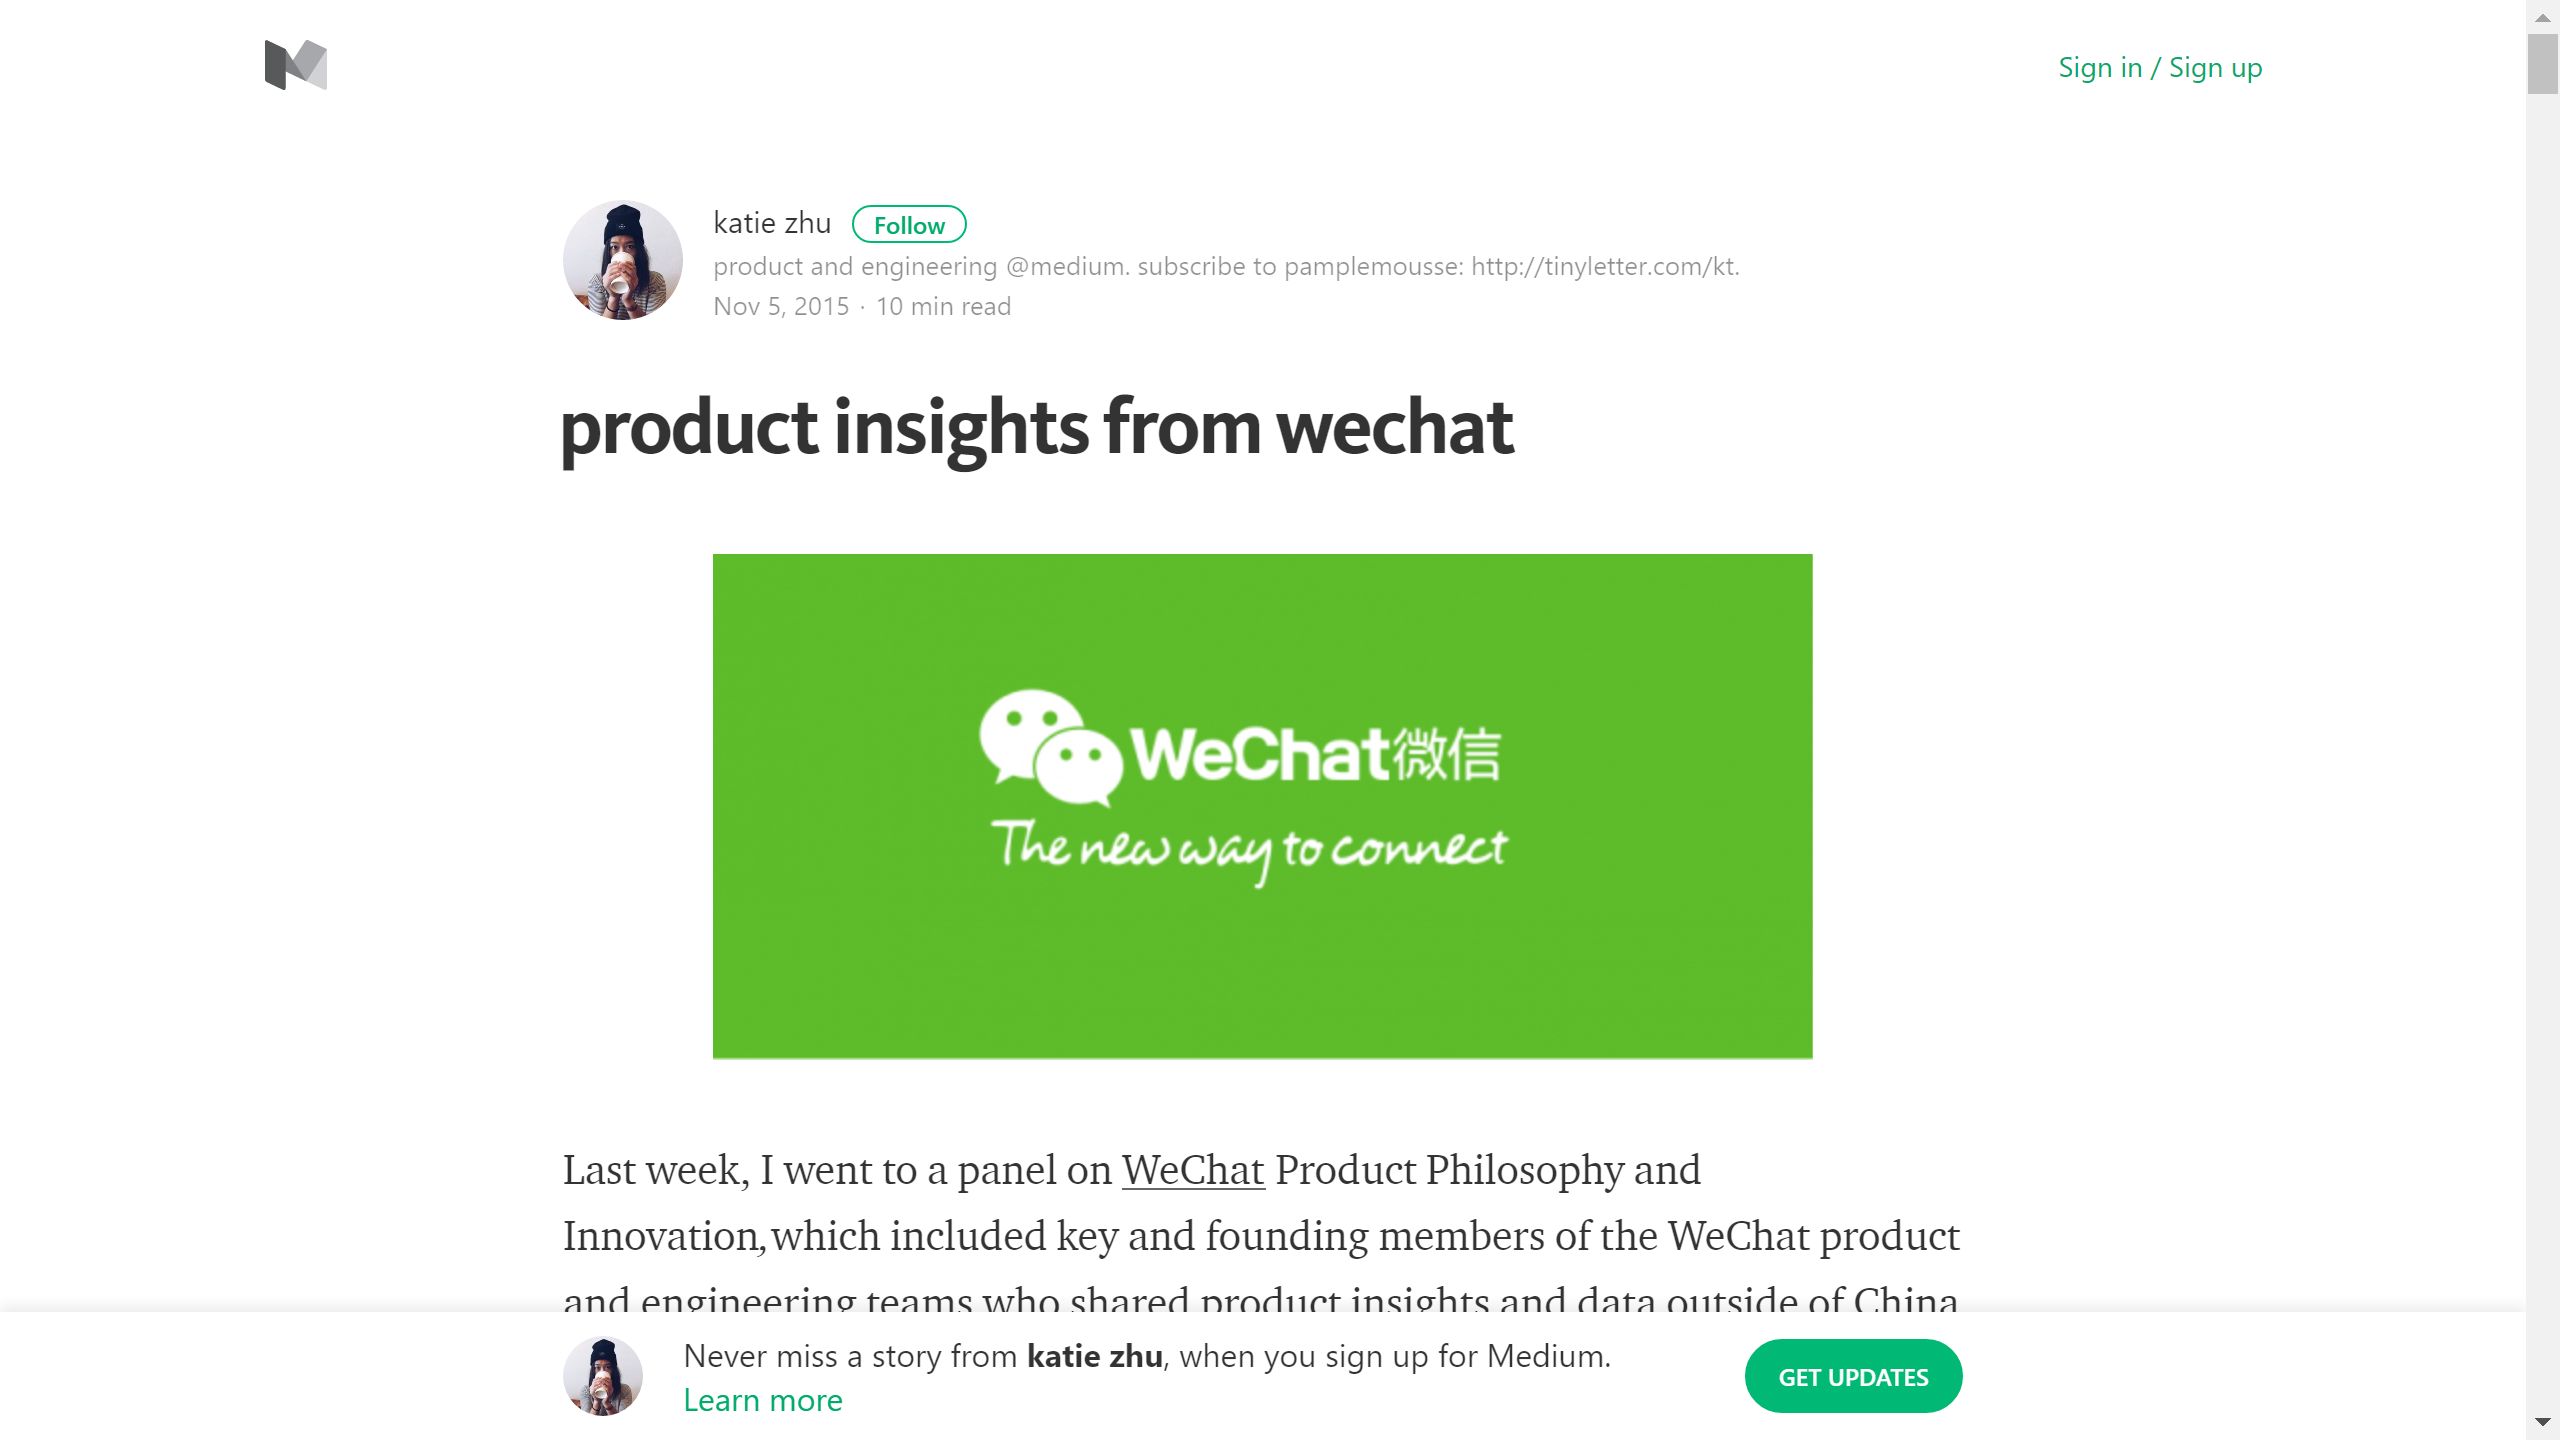 Sign in / Sign up
katie zhu Follow
product and engineering @medium. subscribe to pamplemousse: http://tinyletter.com/kt.
Nov 5, 2015 · 10 min read
product insights from wechat
WeChat微信
The new way to connect
Last week, I went to a panel on WeChat Product Philosophy and
Innovation, which included key and founding members of the WeChat product
and engineering teams who shared product insights and data outside of China
Never miss a story from katie zhu, when you sign up for Medium.
Learn more
GET UPDATES